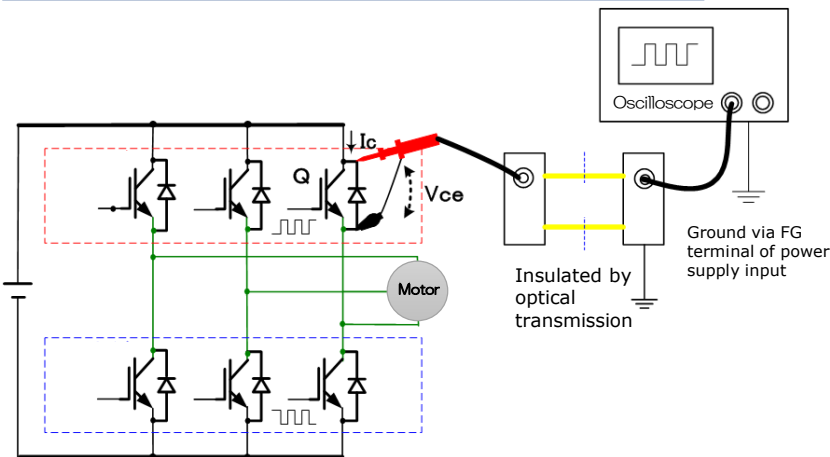 Oscilloscope
Ic
Q
Vce
Ground via FG
terminal of power
supply input
Insulated by
optical
transmission
Motor